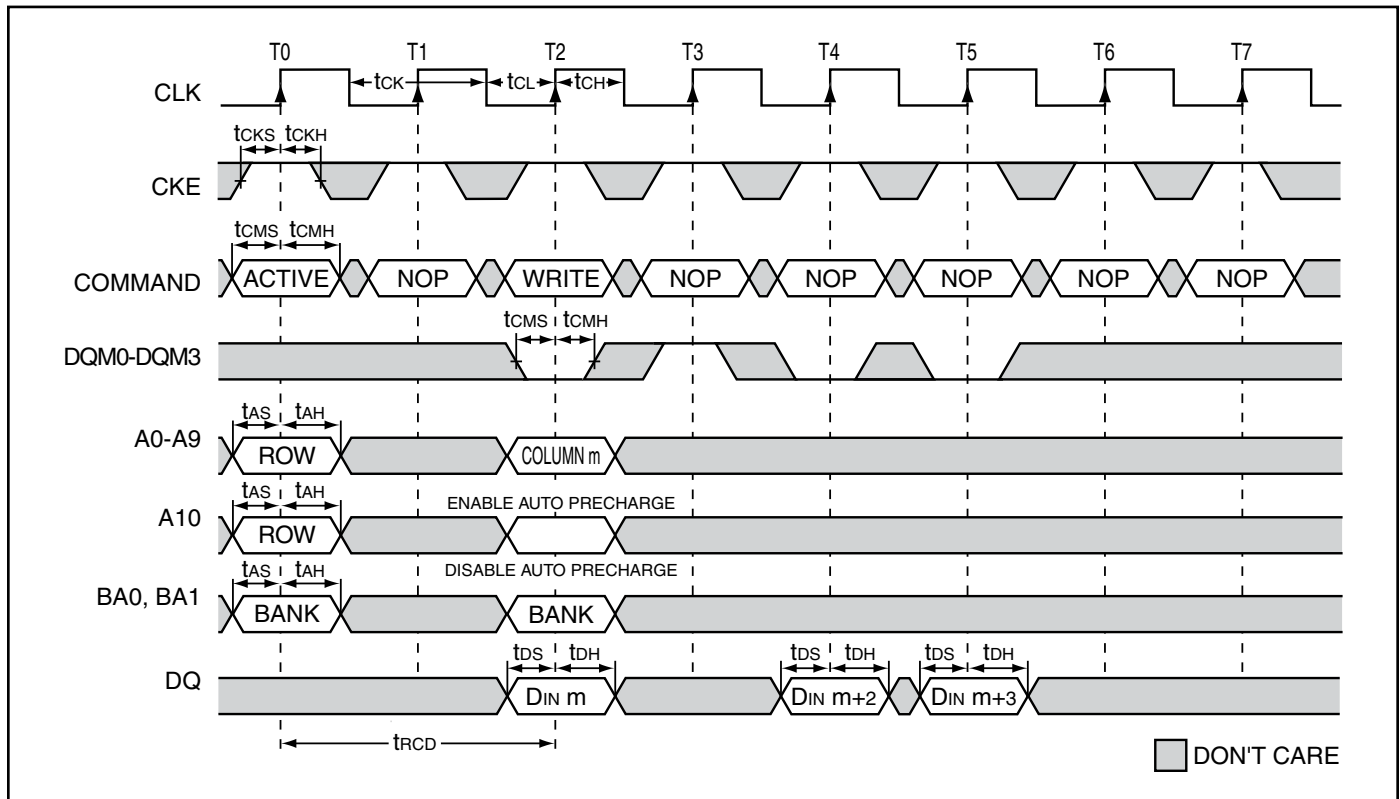 T0 T1 T2 T3 T4 T5 T6 T7
CLK tCK tCL tCH
tCKS tCKH
CKE
tCMS tCMH
COMMAND ACTIVE NOP WRITE NOP NOP NOP NOP NOP
tCMS tCMH
DQM0-DQM3
tAS tAH
A0-A9 ROW COLUMN m
tAS tAH ENABLE AUTO PRECHARGE
A10 ROW
tAS tAH DISABLE AUTO PRECHARGE
BA0, BA1 BANK BANK
tDS tDH tDS tDH tDS tDH
DQ DIN m DIN m+2 DIN m+3
tRCD
DON'T CARE